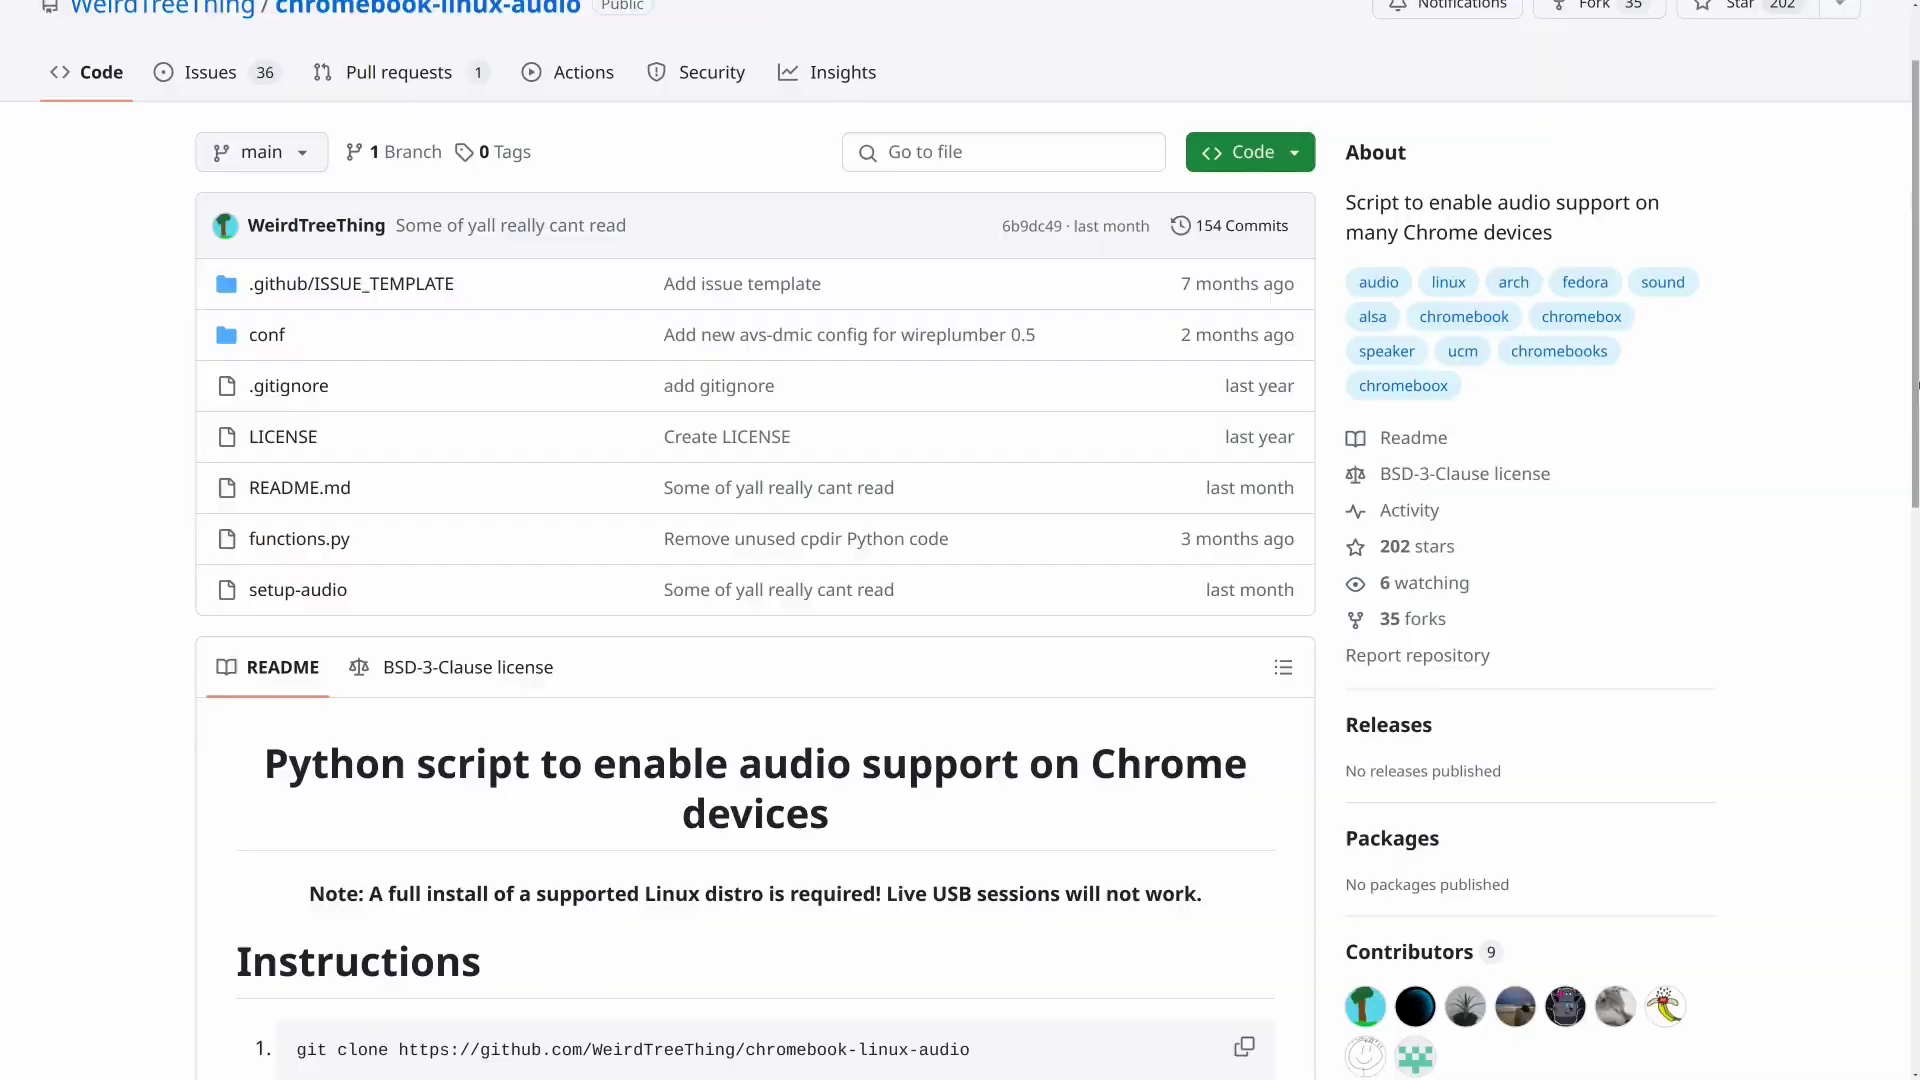 WeirdTreeThing / chromebook-linux-audio Public Notifications Fork 35 Star 202
Code Issues 36 Pull requests 1 Actions Security Insights
main 1 Branch 0 Tags Go to file Code
WeirdTreeThing Some of yall really cant read 6b9dc49 · last month 154 Commits
.github/ISSUE_TEMPLATE Add issue template 7 months ago
conf Add new avs-dmic config for wireplumber 0.5 2 months ago
.gitignore add gitignore last year
LICENSE Create LICENSE last year
README.md Some of yall really cant read last month
functions.py Remove unused cpdir Python code 3 months ago
setup-audio Some of yall really cant read last month
README BSD-3-Clause license
Python script to enable audio support on Chrome
devices
Note: A full install of a supported Linux distro is required! Live USB sessions will not work.
Instructions
1. git clone https://github.com/WeirdTreeThing/chromebook-linux-audio
About
Script to enable audio support on
many Chrome devices
audio linux arch fedora sound
alsa chromebook chromebox
speaker ucm chromebooks
chromeboox
Readme
BSD-3-Clause license
Activity
202 stars
6 watching
35 forks
Report repository
Releases
No releases published
Packages
No packages published
Contributors 9